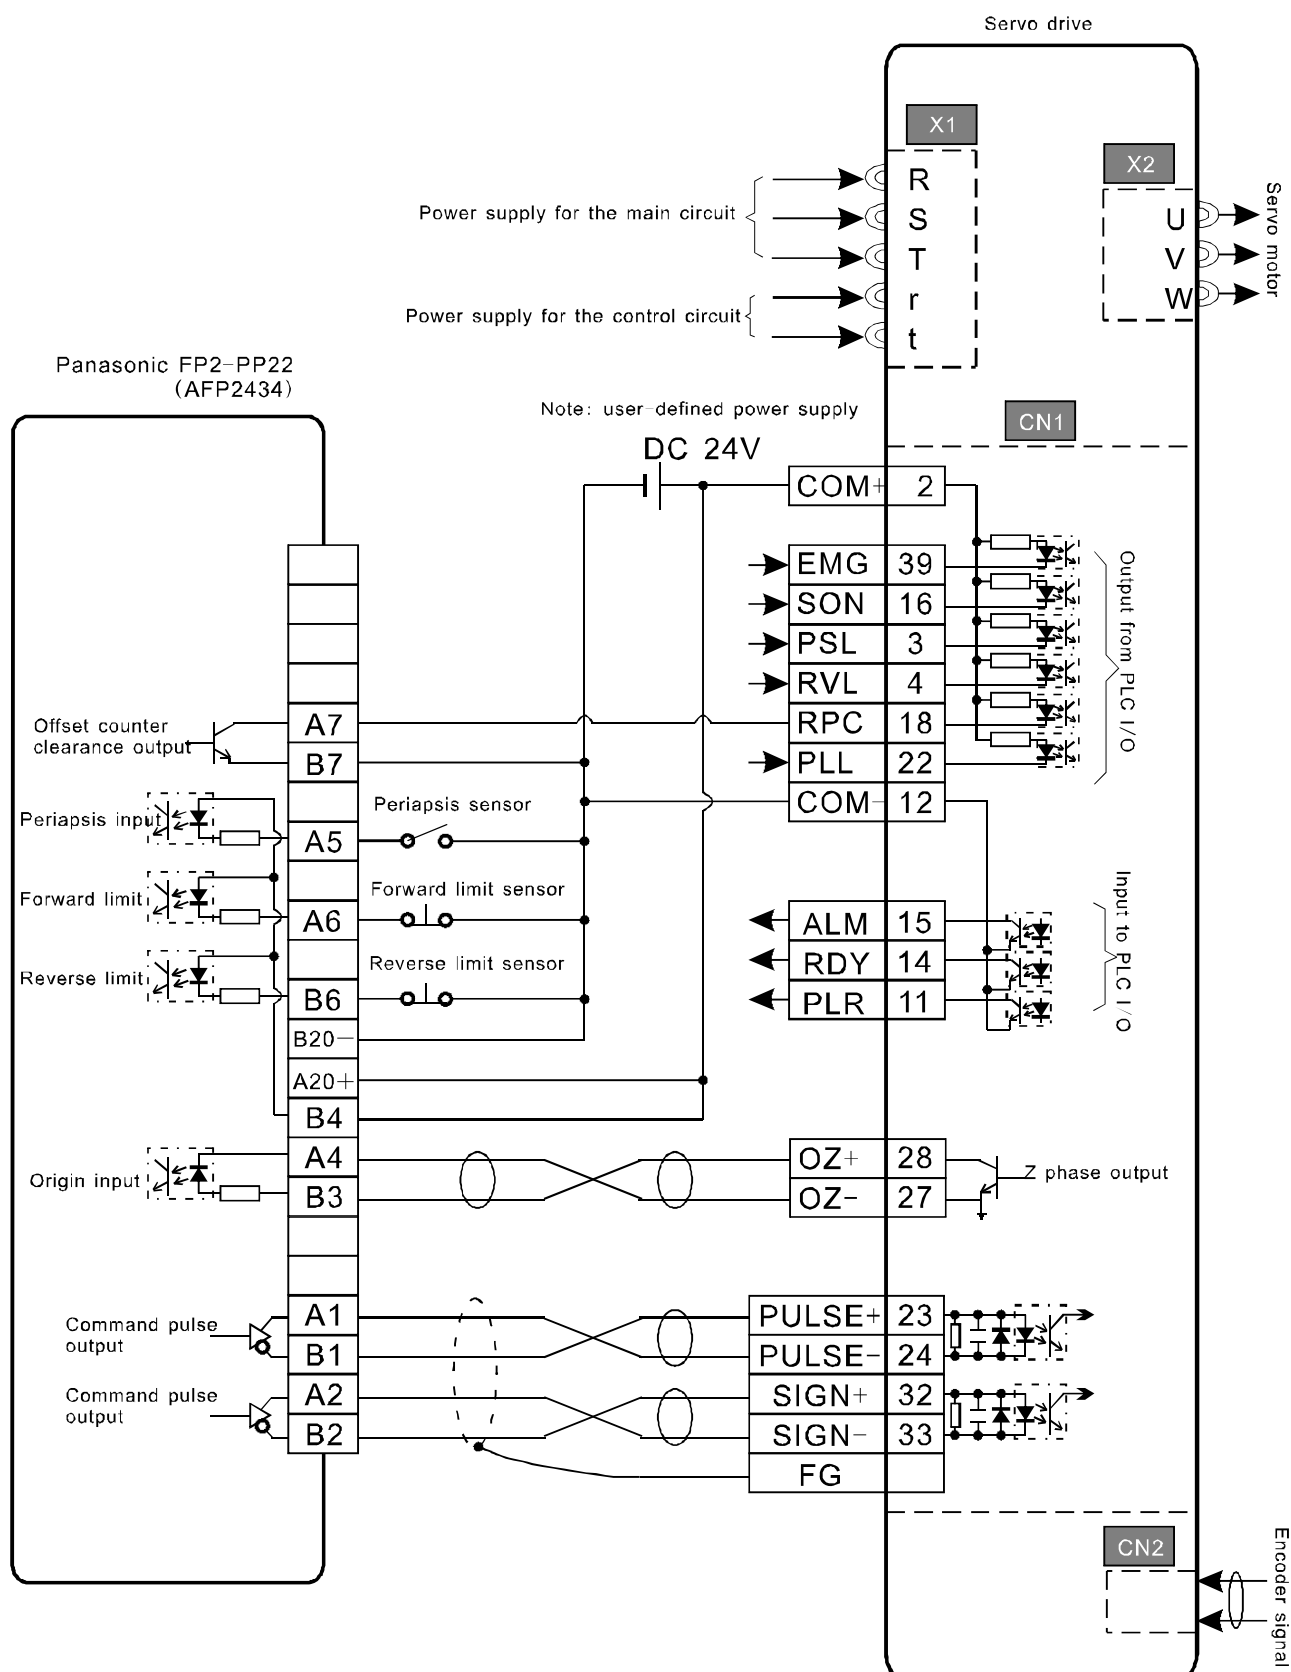 Servo drive
X1
X2
R
S
T
r
t
U
V
W
Servo motor
Power supply for the main circuit
Power supply for the control circuit
Panasonic FP2-PP22
(AFP2434)
Note: user-defined power supply
DC 24V
CN1
COM+ 2
EMG 39
SON 16
PSL 3
RVL 4
RPC 18
PLL 22
COM- 12
Output from PLC I/O
ALM 15
RDY 14
PLR 11
Input to PLC I/O
Offset counter
clearance output
A7
B7
Periapsis input
A5
Periapsis sensor
Forward limit
A6
Forward limit sensor
Reverse limit
B6
Reverse limit sensor
B20-
A20+
B4
Origin input
A4
B3
OZ+ 28
OZ- 27
Z phase output
Command pulse
output
A1
B1
Command pulse
output
A2
B2
PULSE+ 23
PULSE- 24
SIGN+ 32
SIGN- 33
FG
CN2
Encoder signal